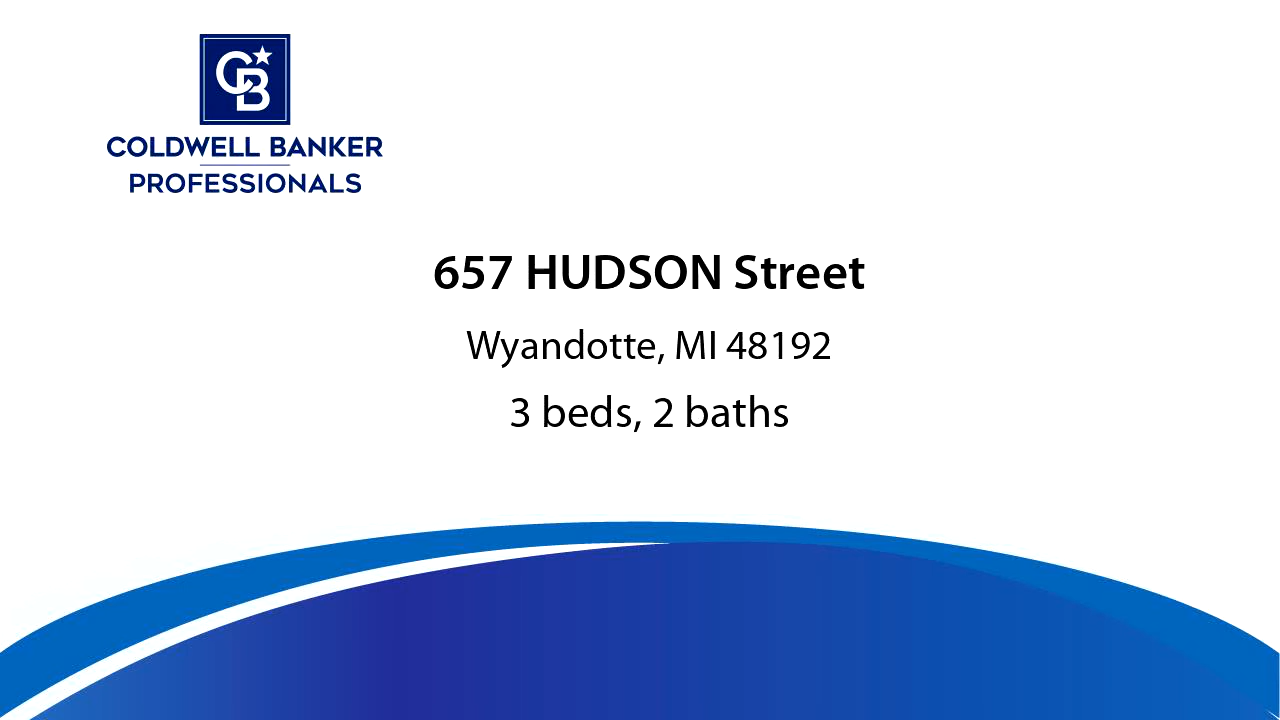 CB
COLDWELL BANKER
PROFESSIONALS
657 HUDSON Street
Wyandotte, MI 48192
3 beds, 2 baths